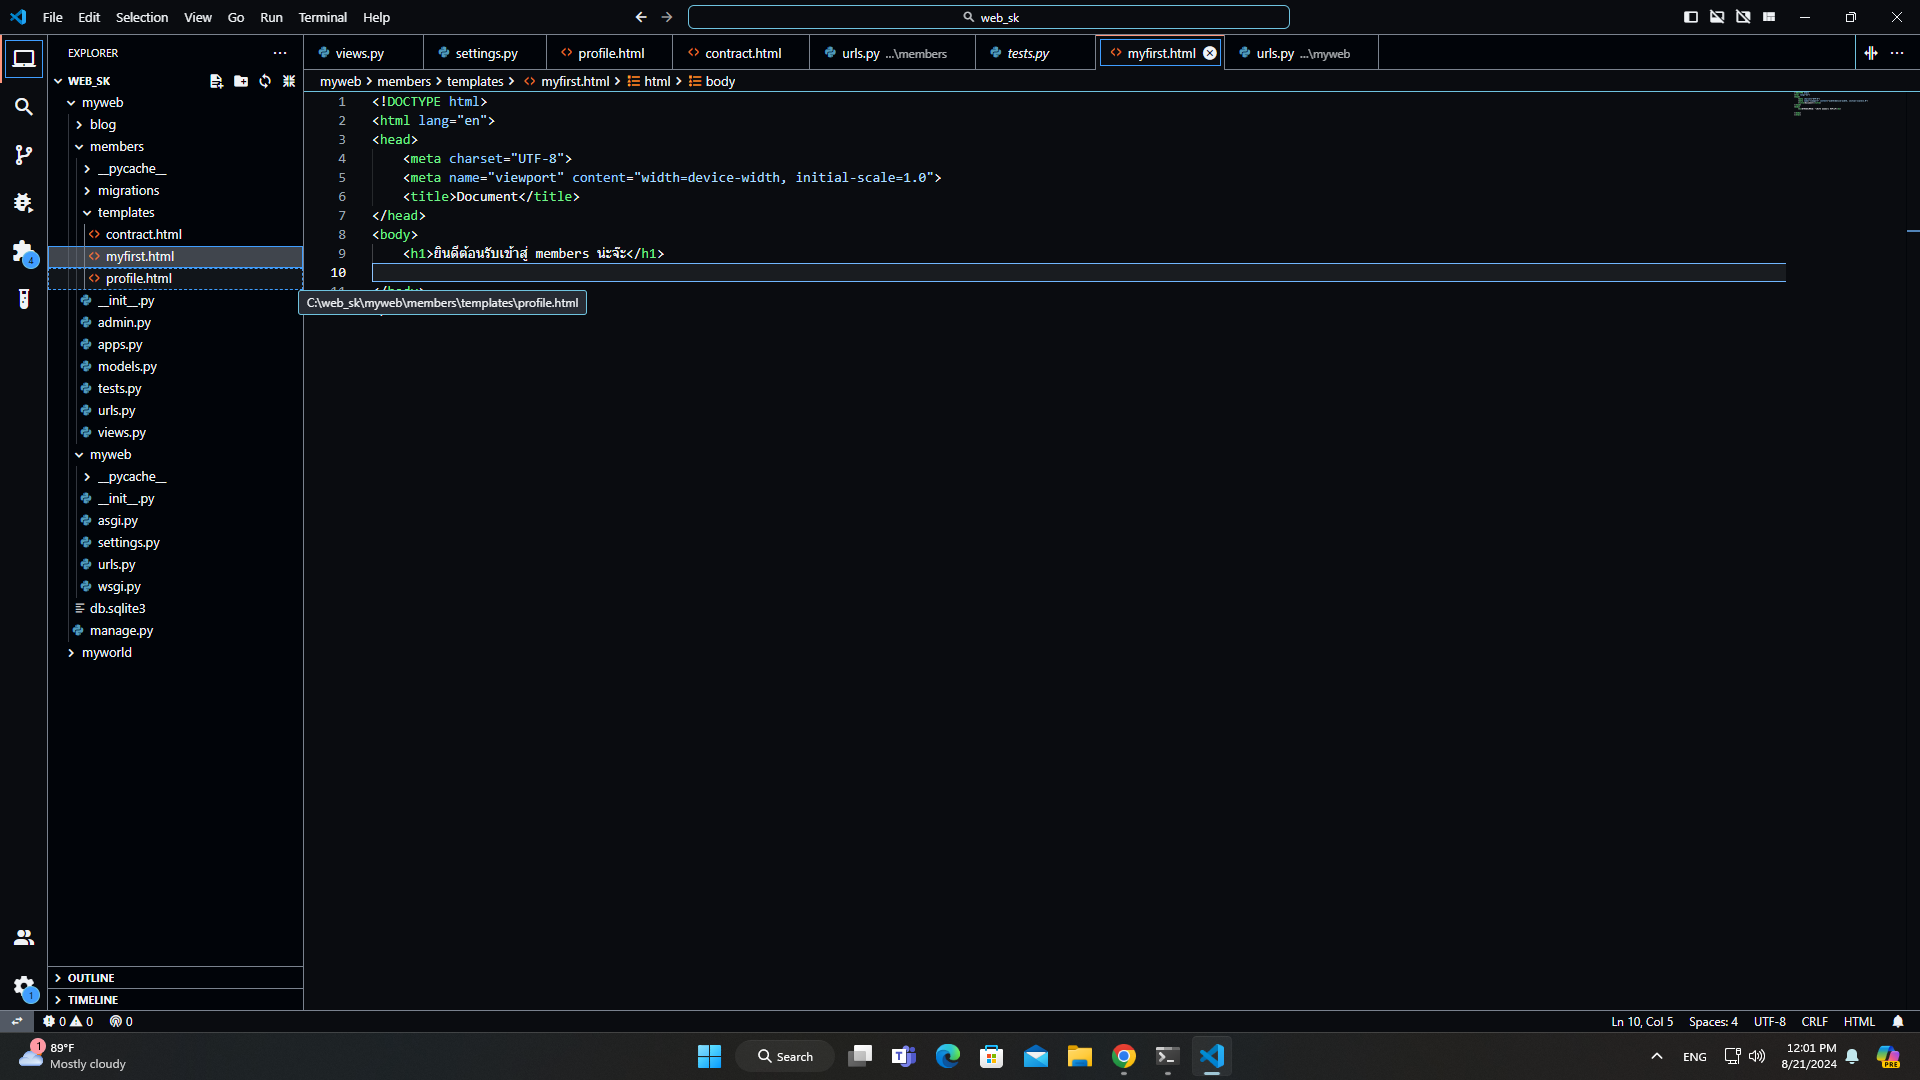 File Edit Selection View Go Run Terminal Help
web_sk
EXPLORER
WEB_SK
myweb
blog
members
__pycache__
migrations
templates
contract.html
myfirst.html
profile.html
__init__.py
admin.py
apps.py
models.py
tests.py
urls.py
views.py
myweb
__pycache__
__init__.py
asgi.py
settings.py
urls.py
wsgi.py
db.sqlite3
manage.py
myworld
OUTLINE
TIMELINE
4
1
views.py settings.py profile.html contract.html urls.py ...\members tests.py myfirst.html urls.py ...\myweb
myweb > members > templates > myfirst.html > html > body
1 <!DOCTYPE html>
2 <html lang="en">
3 <head>
4 <meta charset="UTF-8">
5 <meta name="viewport" content="width=device-width, initial-scale=1.0">
6 <title>Document</title>
7 </head>
8 <body>
9 <h1>ยินดีต้อนรับเข้าสู่ members น่ะจ๊ะ</h1>
10
11 </body>
C:\web_sk\myweb\members\templates\profile.html
0 0 0
Ln 10, Col 5 Spaces: 4 UTF-8 CRLF HTML
1
89°F
Mostly cloudy
Search
ENG
12:01 PM
8/21/2024
PRE